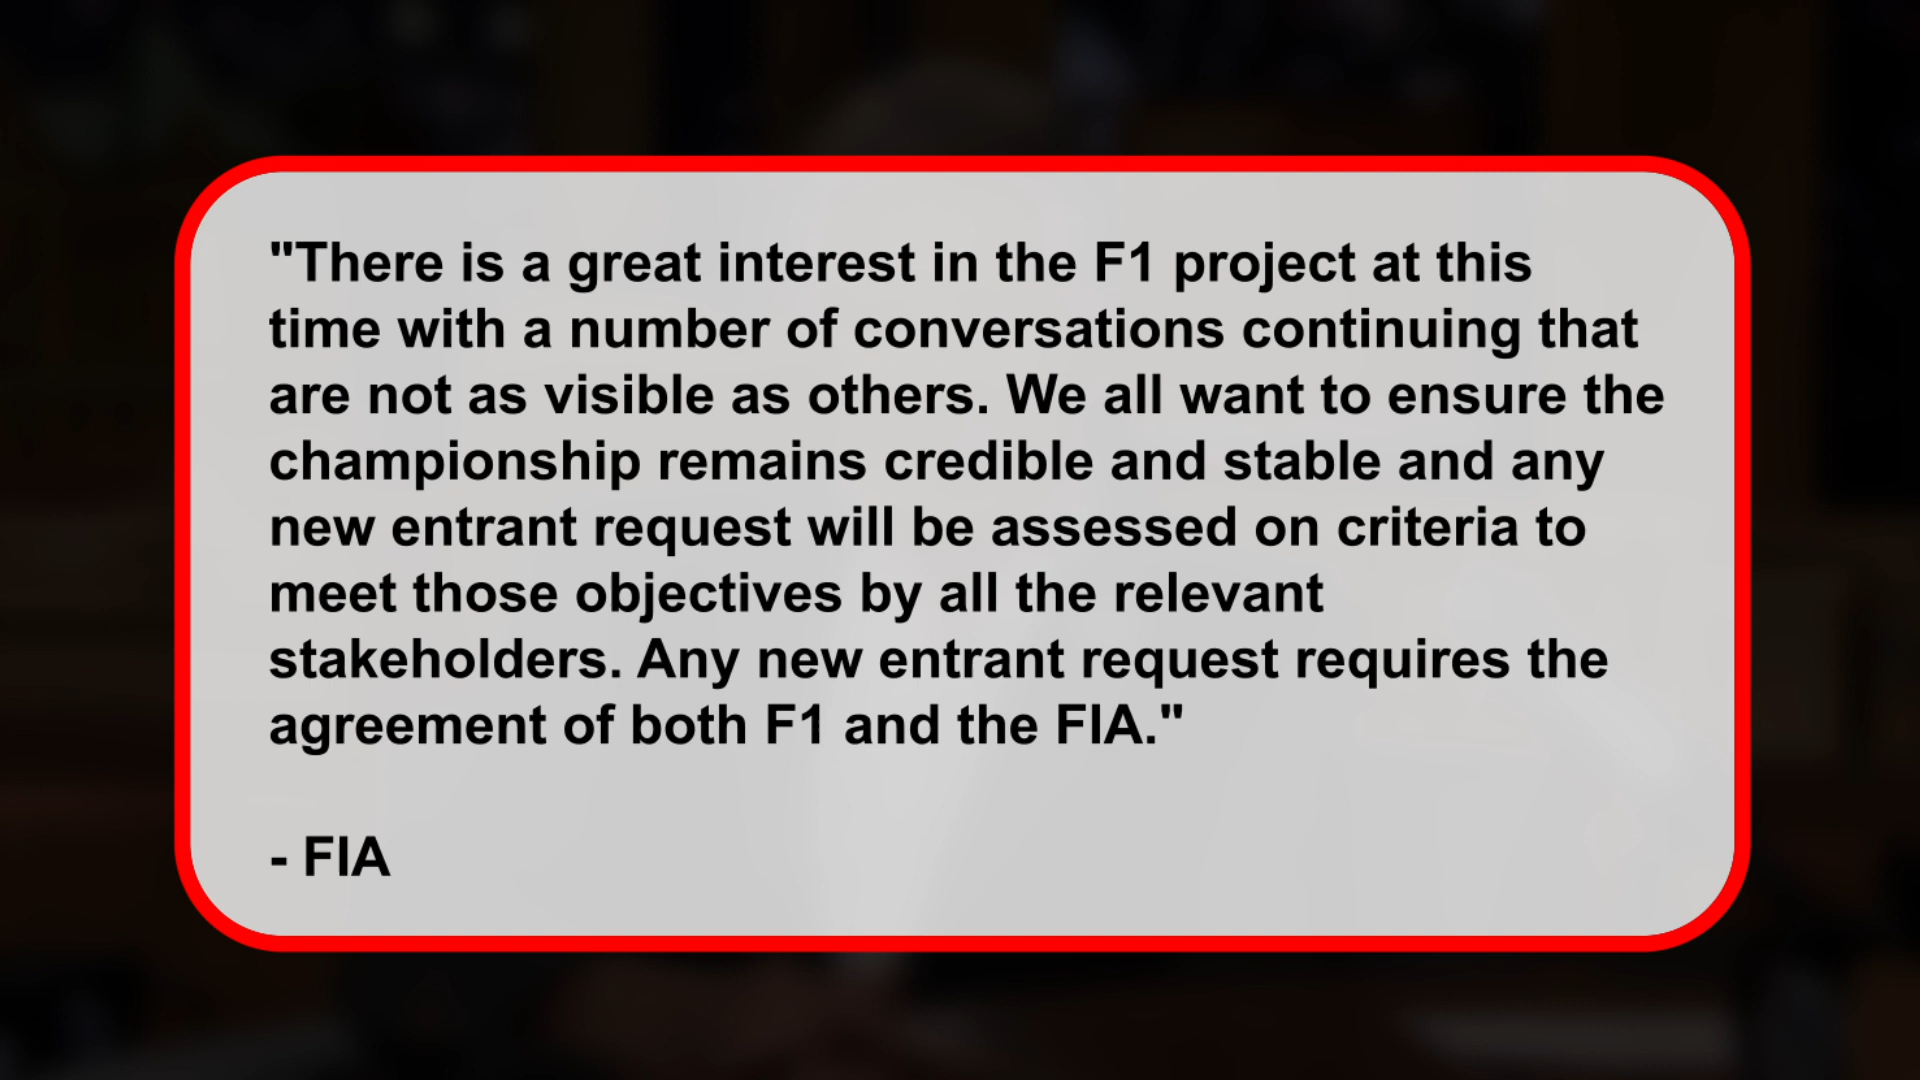 "There is a great interest in the F1 project at this
time with a number of conversations continuing that
are not as visible as others. We all want to ensure the
championship remains credible and stable and any
new entrant request will be assessed on criteria to
meet those objectives by all the relevant
stakeholders. Any new entrant request requires the
agreement of both F1 and the FIA."
- FIA